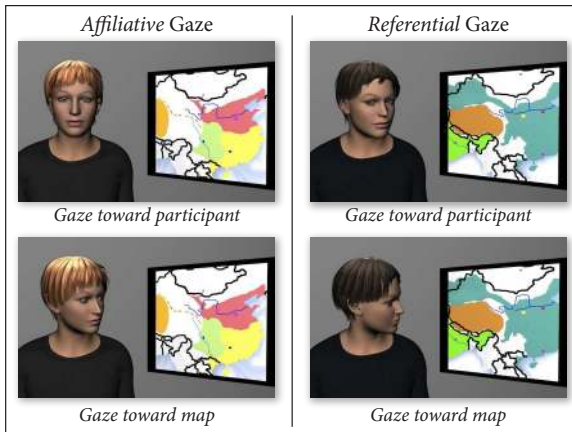 Affiliative Gaze
Referential Gaze
Gaze toward participant
Gaze toward participant
Gaze toward map
Gaze toward map